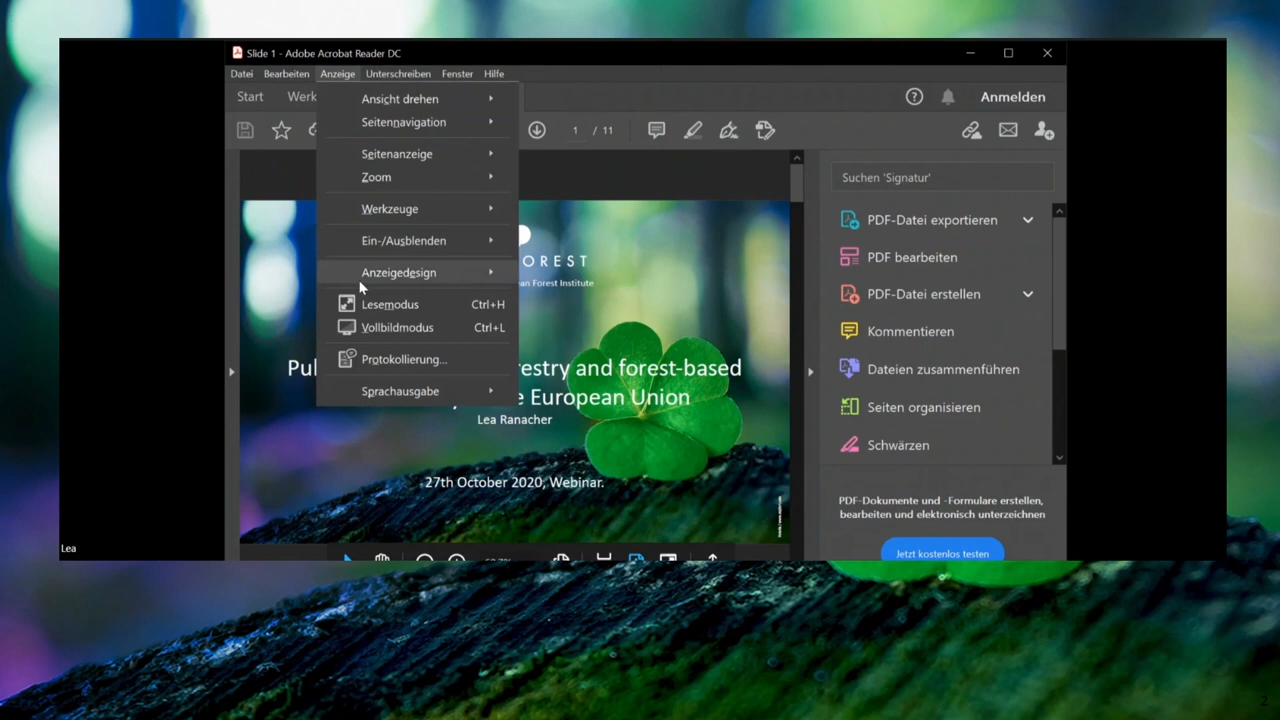 Slide 1 - Adobe Acrobat Reader DC
Datei Bearbeiten Anzeige Unterschreiben Fenster Hilfe
Start Werk Anmelden
1 / 11
Ansicht drehen
Seitennavigation
Seitenanzeige
Zoom
Werkzeuge
Ein-/Ausblenden
Anzeigedesign
Lesemodus Ctrl+H
Vollbildmodus Ctrl+L
Protokollierung...
Sprachausgabe
OREST
an Forest Institute
Pu estry and forest-based
e European Union
Lea Ranacher
27th October 2020, Webinar.
Suchen 'Signatur'
PDF-Datei exportieren
PDF bearbeiten
PDF-Datei erstellen
Kommentieren
Dateien zusammenführen
Seiten organisieren
Schwärzen
PDF-Dokumente und -Formulare erstellen,
bearbeiten und elektronisch unterzeichnen
Jetzt kostenlos testen
Lea
2